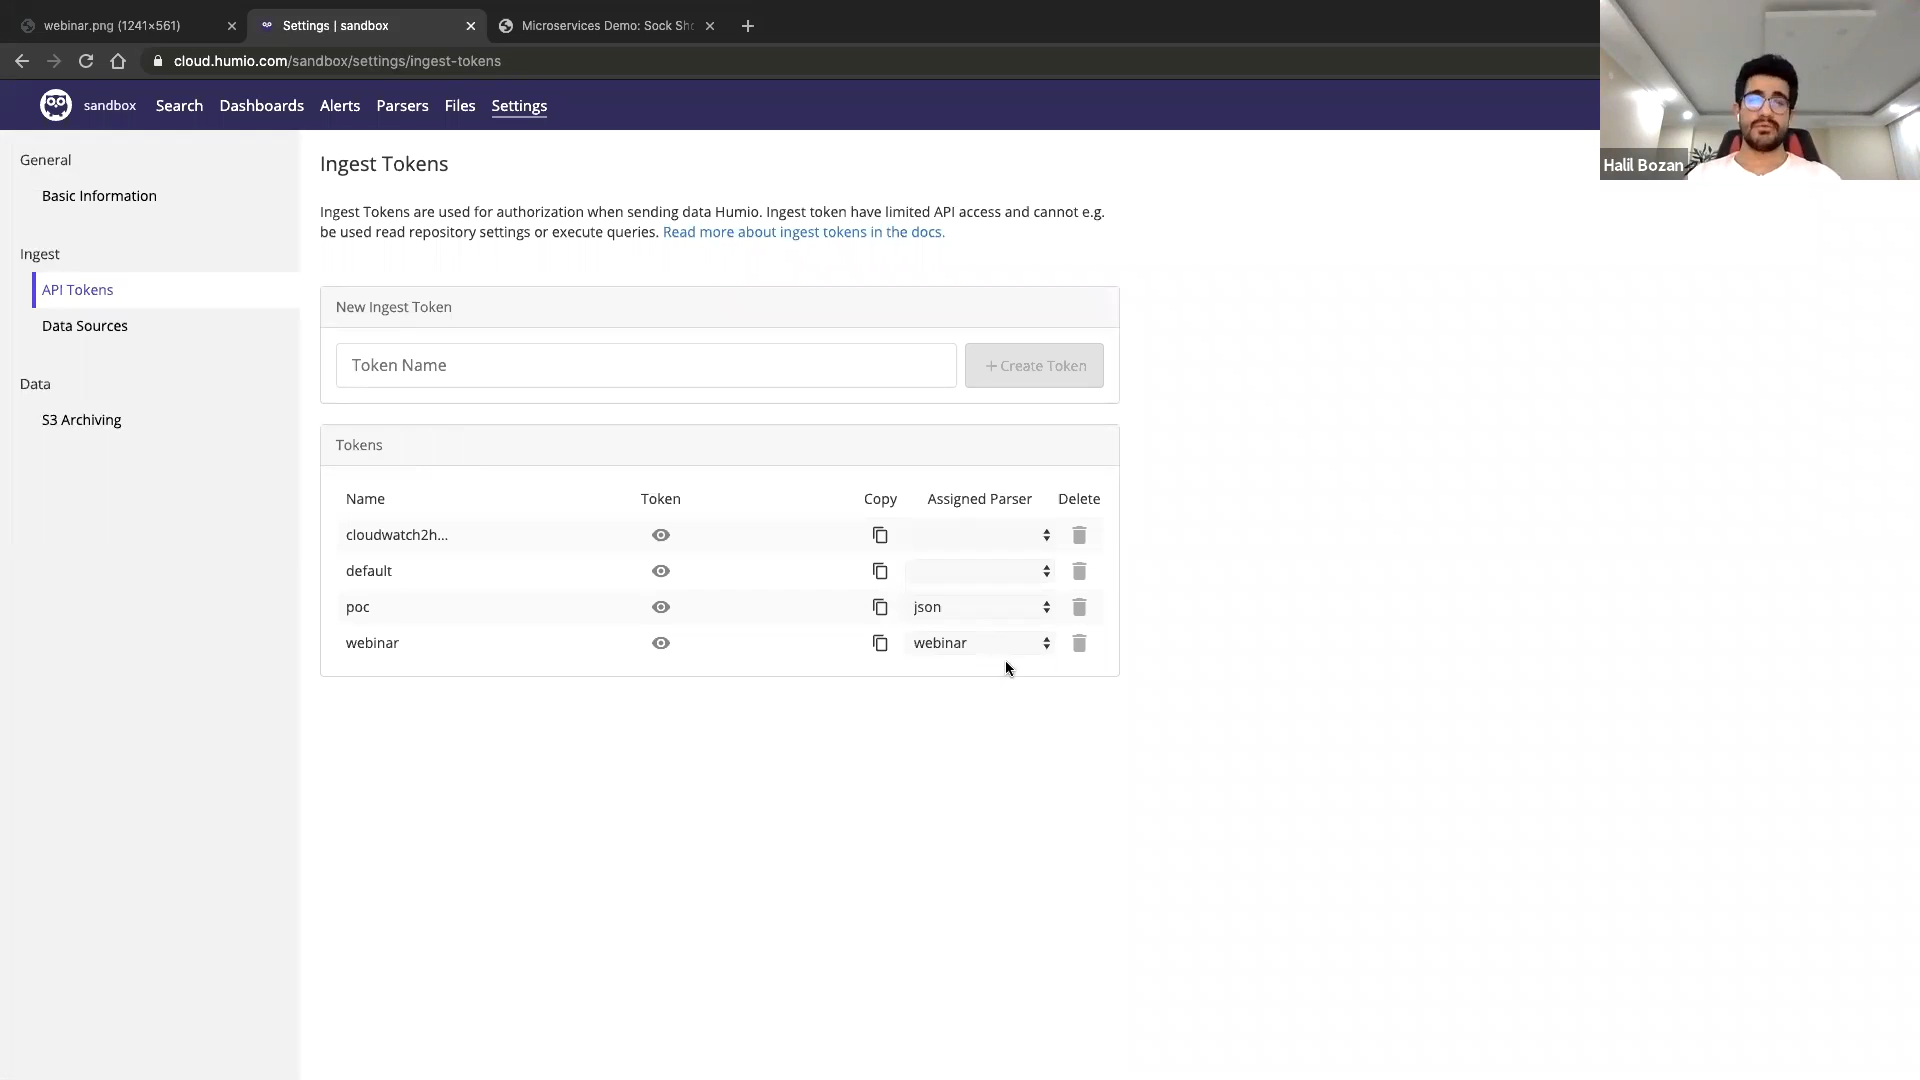 webinar.png (1241×561)
Settings | sandbox
Microservices Demo: Sock Sho
cloud.humio.com/sandbox/settings/ingest-tokens
sandbox Search Dashboards Alerts Parsers Files Settings
Halil Bozan
General
Basic Information
Ingest
API Tokens
Data Sources
Data
S3 Archiving
Ingest Tokens
Ingest Tokens are used for authorization when sending data Humio. Ingest token have limited API access and cannot e.g.
be used read repository settings or execute queries. Read more about ingest tokens in the docs.
New Ingest Token
Token Name
+ Create Token
Tokens
Name Token Copy Assigned Parser Delete
cloudwatch2h...
default
poc json
webinar webinar